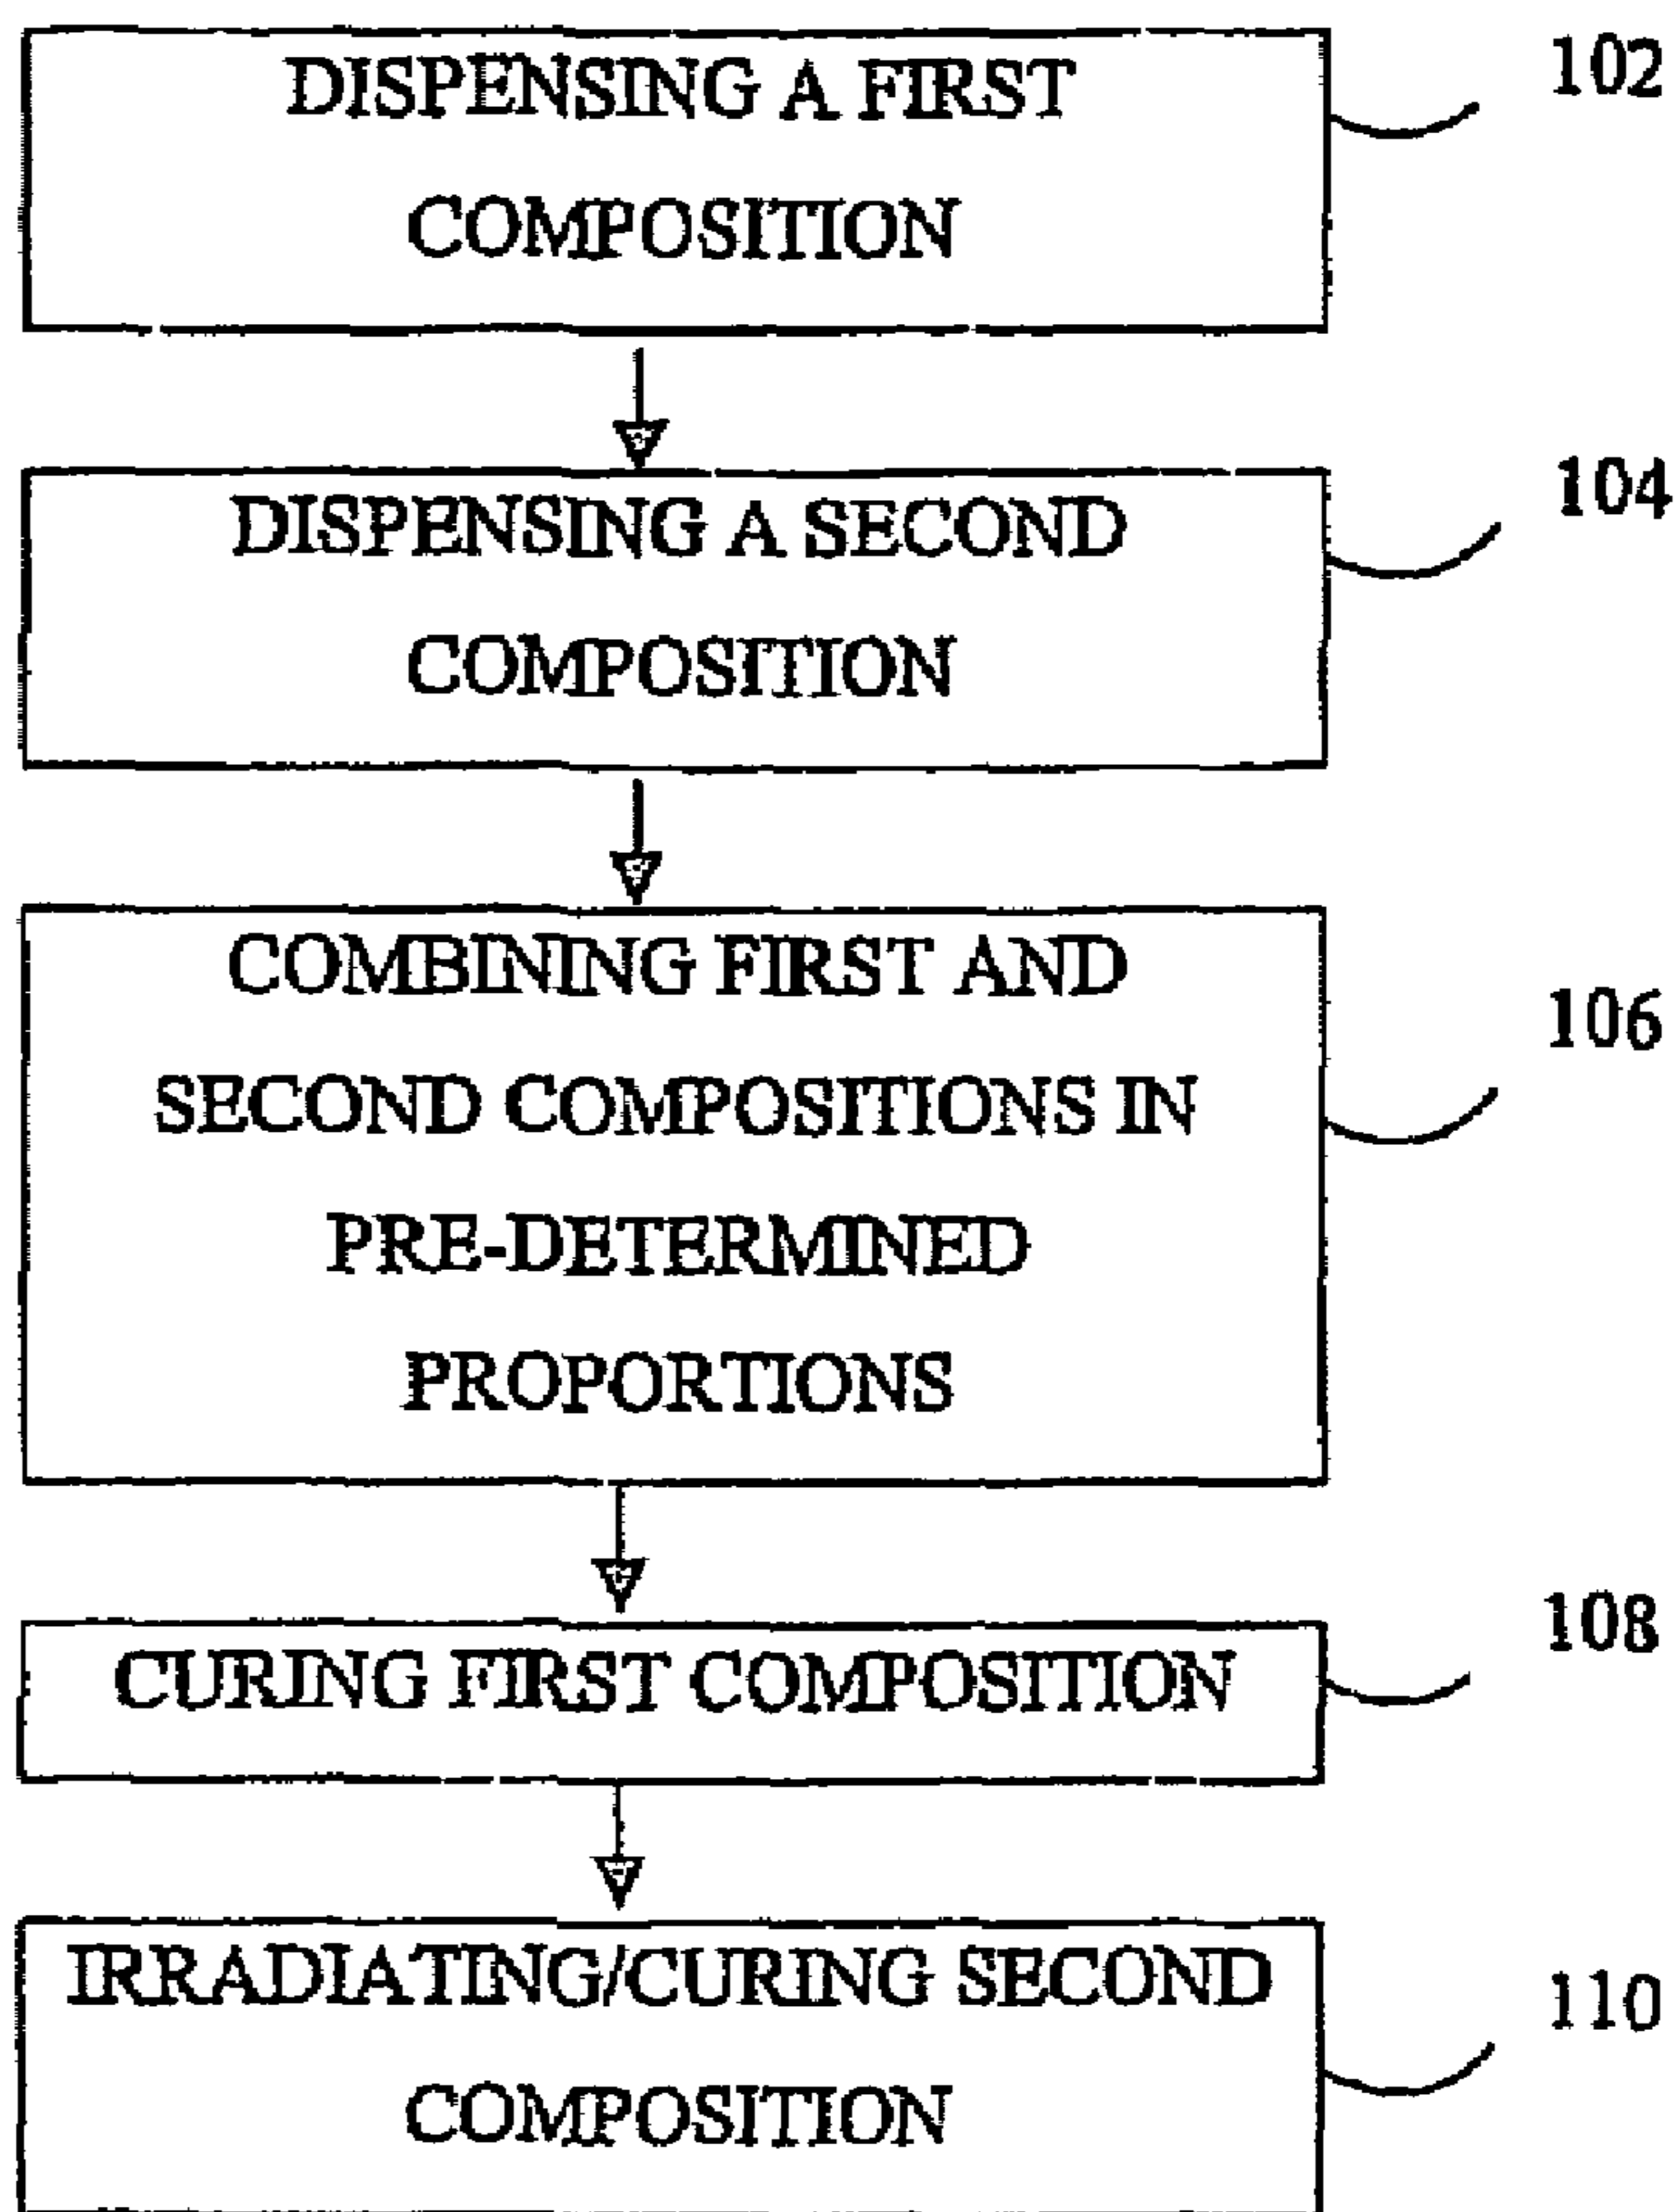 DISPENSING A FIRST
COMPOSITION
102
DISPENSING A SECOND
COMPOSITION
104
COMBINING FIRST AND
SECOND COMPOSITIONS IN
PRE-DETERMINED
PROPORTIONS
106
CURING FIRST COMPOSITION
108
IRRADIATING/CURING SECOND
COMPOSITION
110